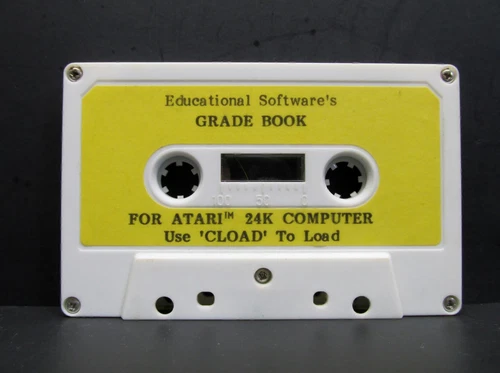 Educational Software's
GRADE BOOK
100 50 0
FOR ATARI™ 24K COMPUTER
Use 'CLOAD' To Load